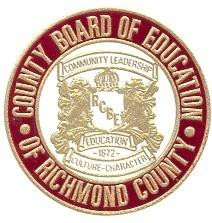 COUNTY BOARD OF EDUCATION
OF RICHMOND COUNTY
COMMUNITY LEADERSHIP
RCBE
EDUCATION
-1872-
CULTURE-CHARACTER